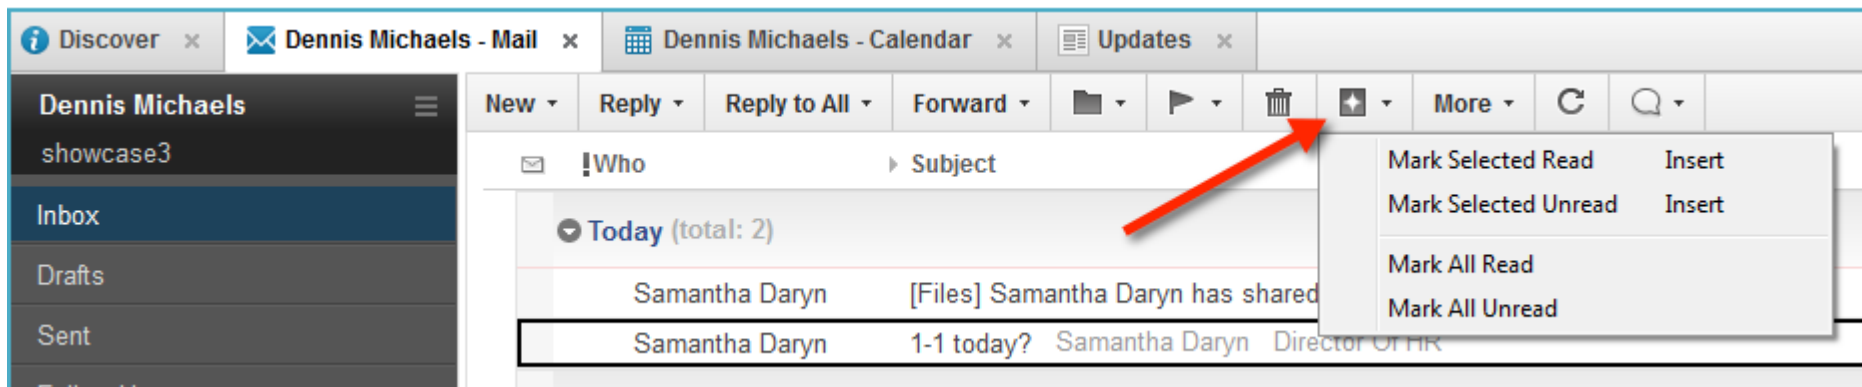 Discover
Dennis Michaels - Mail
Dennis Michaels - Calendar
Updates
Dennis Michaels
showcase3
New
Reply
Reply to All
Forward
More
!Who
Subject
Mark Selected Read Insert
Mark Selected Unread Insert
Mark All Read
Mark All Unread
Inbox
Drafts
Sent
Today (total: 2)
Samantha Daryn [Files] Samantha Daryn has shared
Samantha Daryn 1-1 today? Samantha Daryn Director Of HR